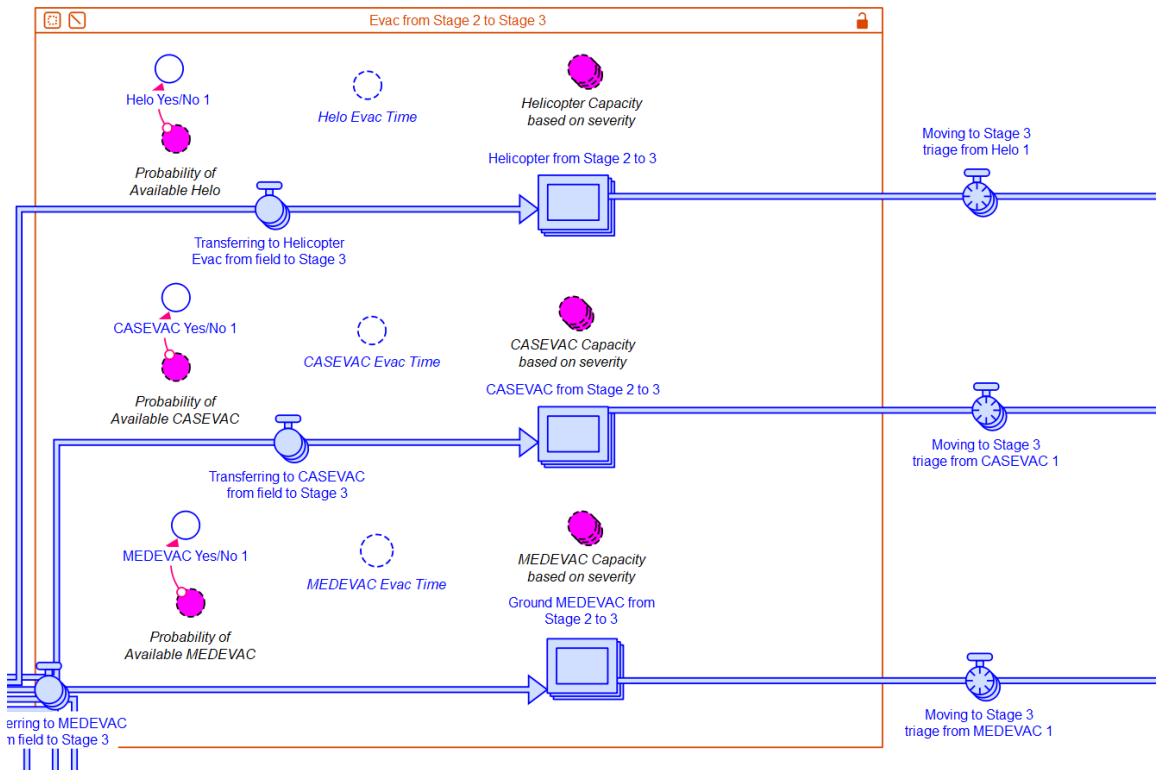 Evac from Stage 2 to Stage 3
Helo Yes/No 1
Helo Evac Time
Helicopter Capacity
based on severity
Probability of
Available Helo
Helicopter from Stage 2 to 3
Moving to Stage 3
triage from Helo 1
Transferring to Helicopter
Evac from field to Stage 3
CASEVAC Yes/No 1
CASEVAC Evac Time
CASEVAC Capacity
based on severity
Probability of
Available CASEVAC
CASEVAC from Stage 2 to 3
Moving to Stage 3
triage from CASEVAC 1
Transferring to CASEVAC
from field to Stage 3
MEDEVAC Yes/No 1
MEDEVAC Evac Time
MEDEVAC Capacity
based on severity
Ground MEDEVAC from
Stage 2 to 3
Probability of
Available MEDEVAC
erring to MEDEVAC
m field to Stage 3
Moving to Stage 3
triage from MEDEVAC 1